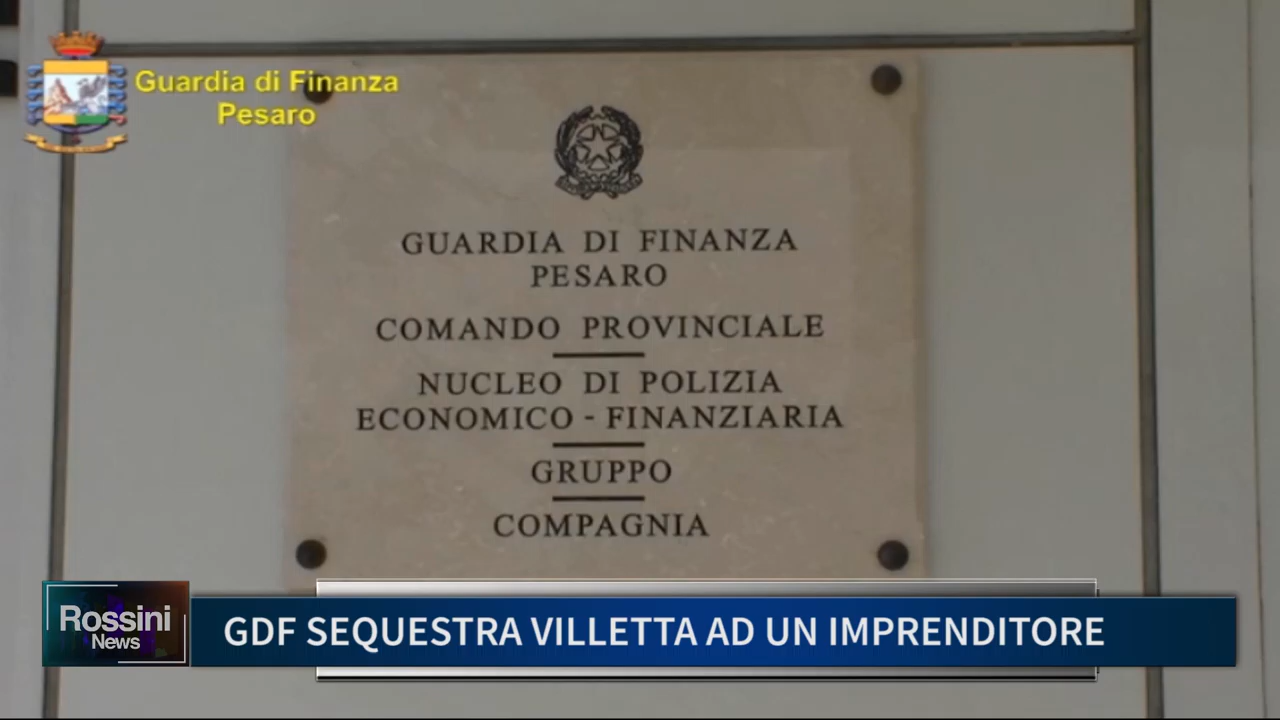 Guardia di Finanza
Pesaro
GUARDIA DI FINANZA
PESARO
COMANDO PROVINCIALE
NUCLEO DI POLIZIA
ECONOMICO - FINANZIARIA
GRUPPO
COMPAGNIA
Rossini
News
GDF SEQUESTRA VILLETTA AD UN IMPRENDITORE